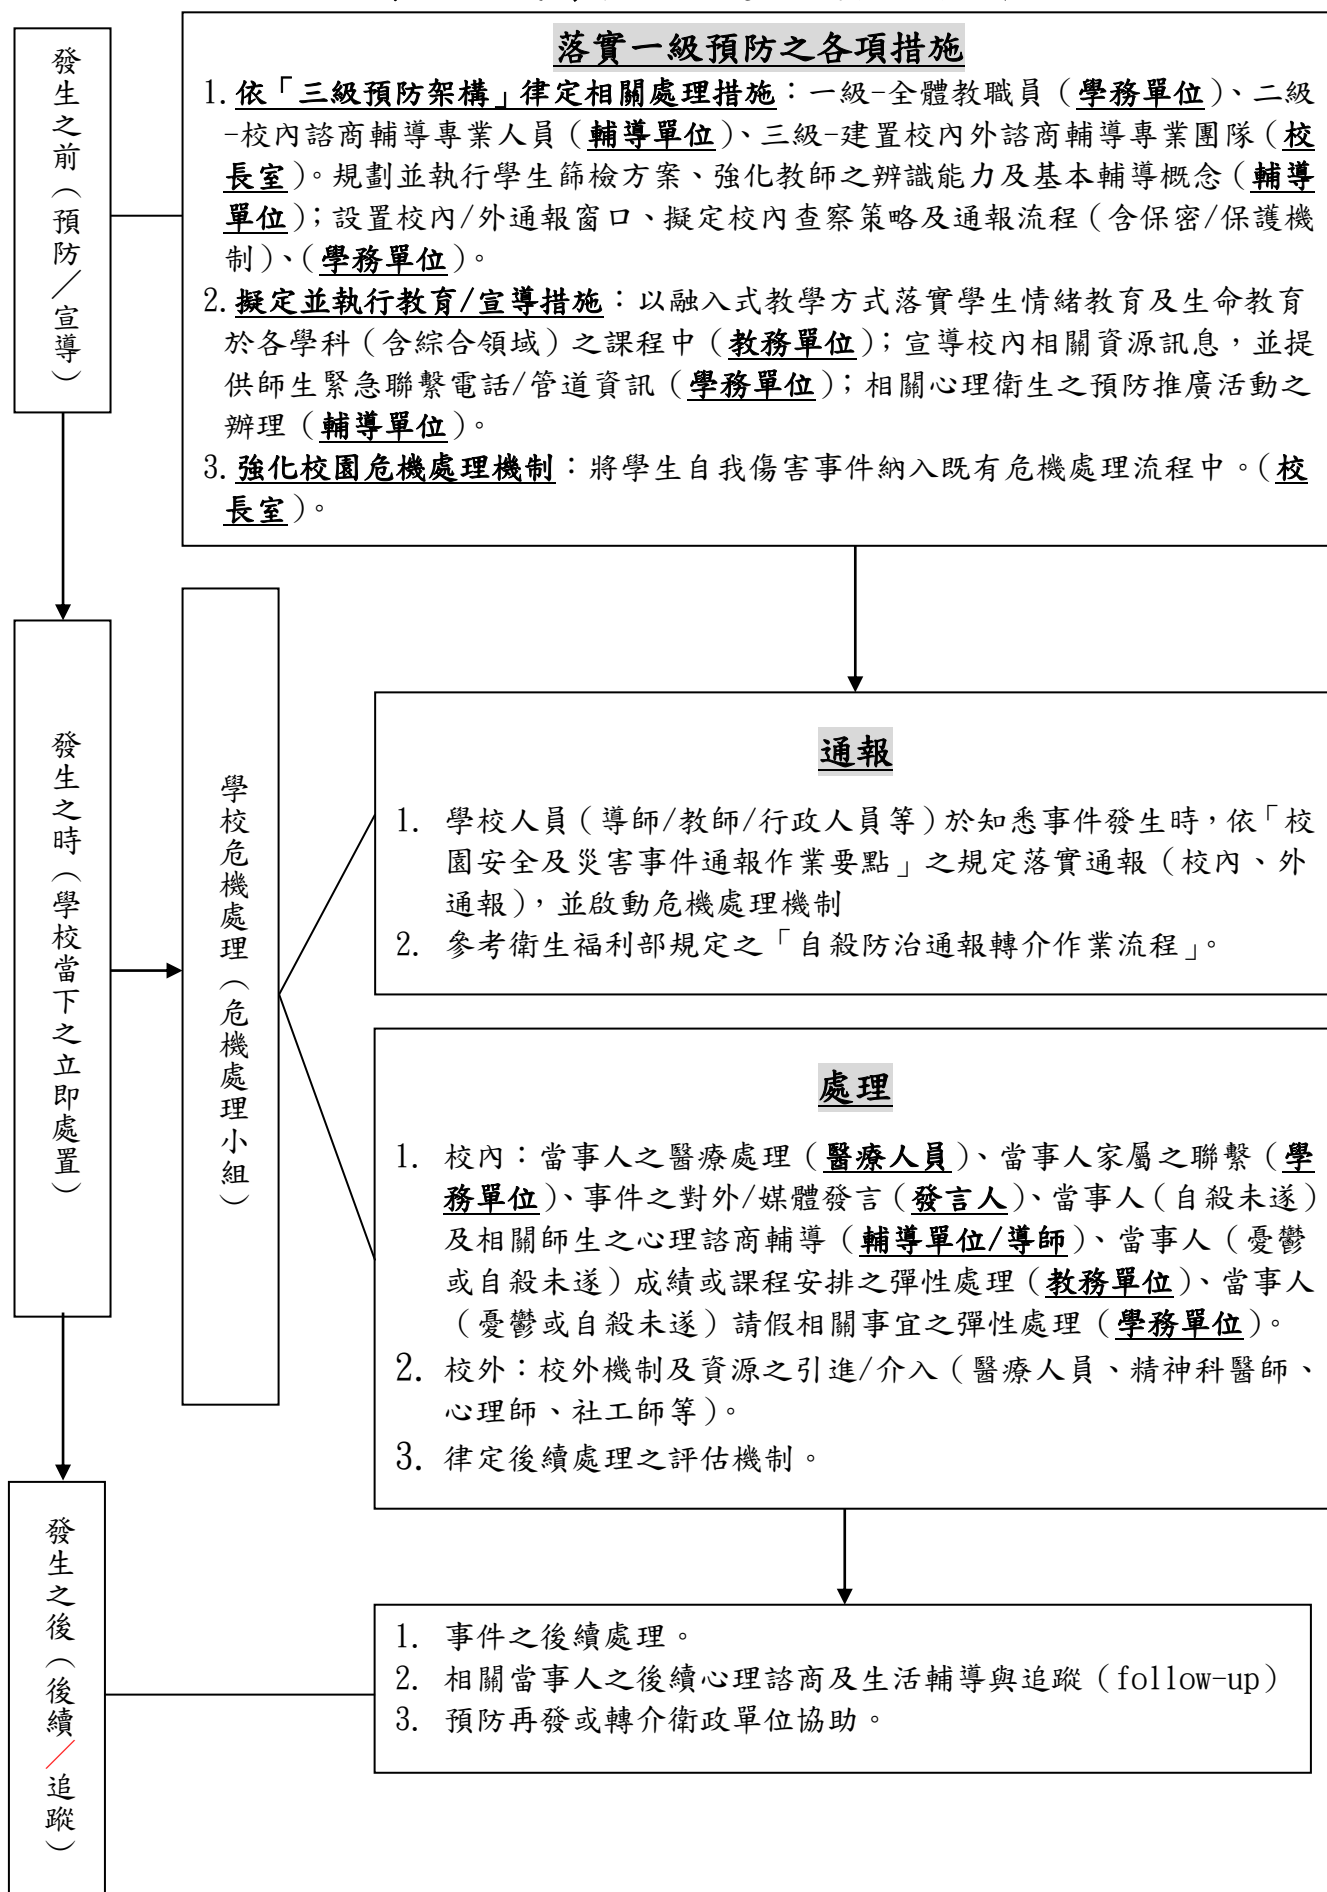 發生之前（預防／宣導）
落實一級預防之各項措施
1.依「三級預防架構」律定相關處理措施：一級-全體教職員（學務單位）、二級
-校內諮商輔導專業人員（輔導單位）、三級-建置校內外諮商輔導專業團隊（校
長室）。規劃並執行學生篩檢方案、強化教師之辨識能力及基本輔導概念（輔導
單位）；設置校內/外通報窗口、擬定校內查察策略及通報流程（含保密/保護機
制）、（學務單位）。
2.擬定並執行教育/宣導措施：以融入式教學方式落實學生情緒教育及生命教育
於各學科（含綜合領域）之課程中（教務單位）；宣導校內相關資源訊息，並提
供師生緊急聯繫電話/管道資訊（學務單位）；相關心理衛生之預防推廣活動之
辦理（輔導單位）。
3.強化校園危機處理機制：將學生自我傷害事件納入既有危機處理流程中。（校
長室）。
發生之時（學校當下之立即處置）
學校危機處理（危機處理小組）
通報
1. 學校人員（導師/教師/行政人員等）於知悉事件發生時，依「校
園安全及災害事件通報作業要點」之規定落實通報（校內、外
通報），並啟動危機處理機制
2. 參考衛生福利部規定之「自殺防治通報轉介作業流程」。
處理
1. 校內：當事人之醫療處理（醫療人員）、當事人家屬之聯繫（學
務單位）、事件之對外/媒體發言（發言人）、當事人（自殺未遂）
及相關師生之心理諮商輔導（輔導單位/導師）、當事人（憂鬱
或自殺未遂）成績或課程安排之彈性處理（教務單位）、當事人
（憂鬱或自殺未遂）請假相關事宜之彈性處理（學務單位）。
2. 校外：校外機制及資源之引進/介入（醫療人員、精神科醫師、
心理師、社工師等）。
3. 律定後續處理之評估機制。
發生之後（後續／追蹤）
1. 事件之後續處理。
2. 相關當事人之後續心理諮商及生活輔導與追蹤（follow-up）
3. 預防再發或轉介衛政單位協助。